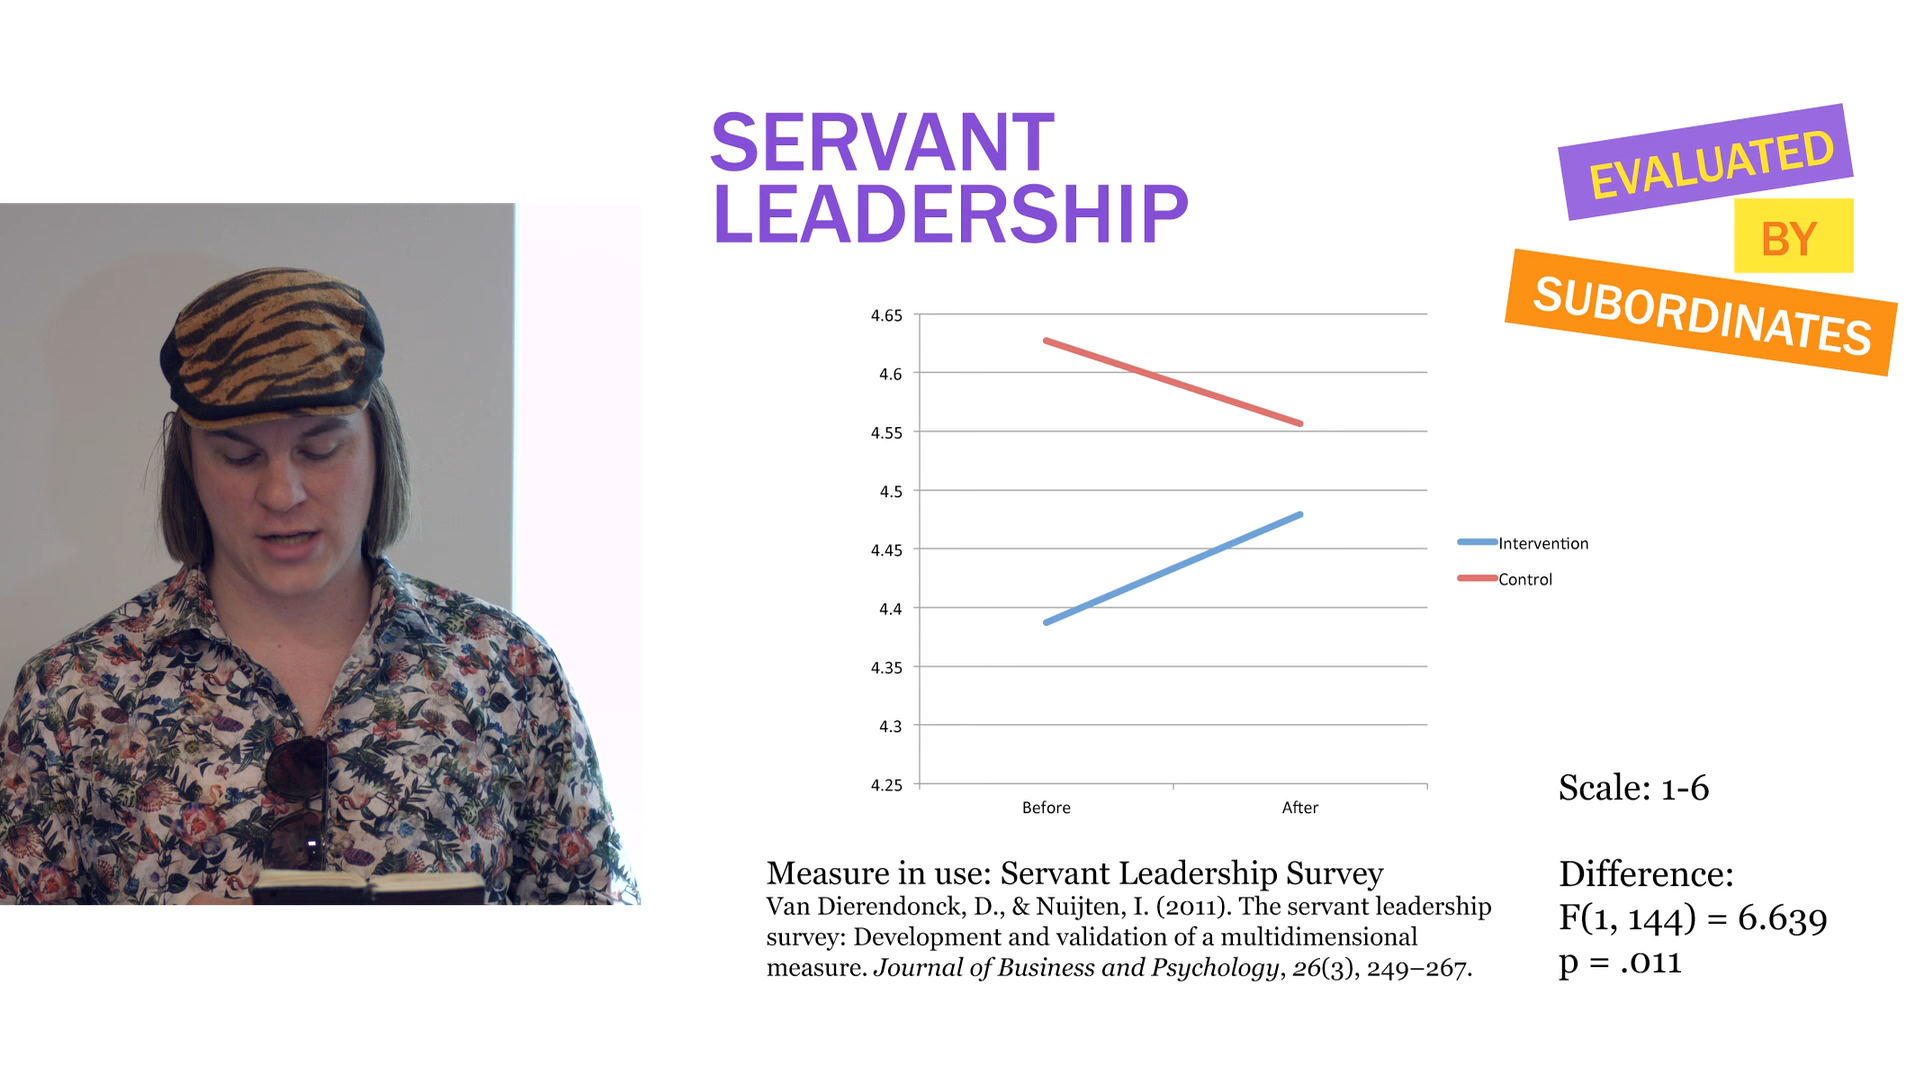 SERVANT
LEADERSHIP
EVALUATED
BY
SUBORDINATES
4.65
4.6
4.55
4.5
4.45
4.4
4.35
4.3
4.25
Before
After
Intervention
Control
Measure in use: Servant Leadership Survey
Van Dierendonck, D., & Nuijten, I. (2011). The servant leadership
survey: Development and validation of a multidimensional
measure. Journal of Business and Psychology, 26(3), 249–267.
Scale: 1-6
Difference:
F(1, 144) = 6.639
p = .011